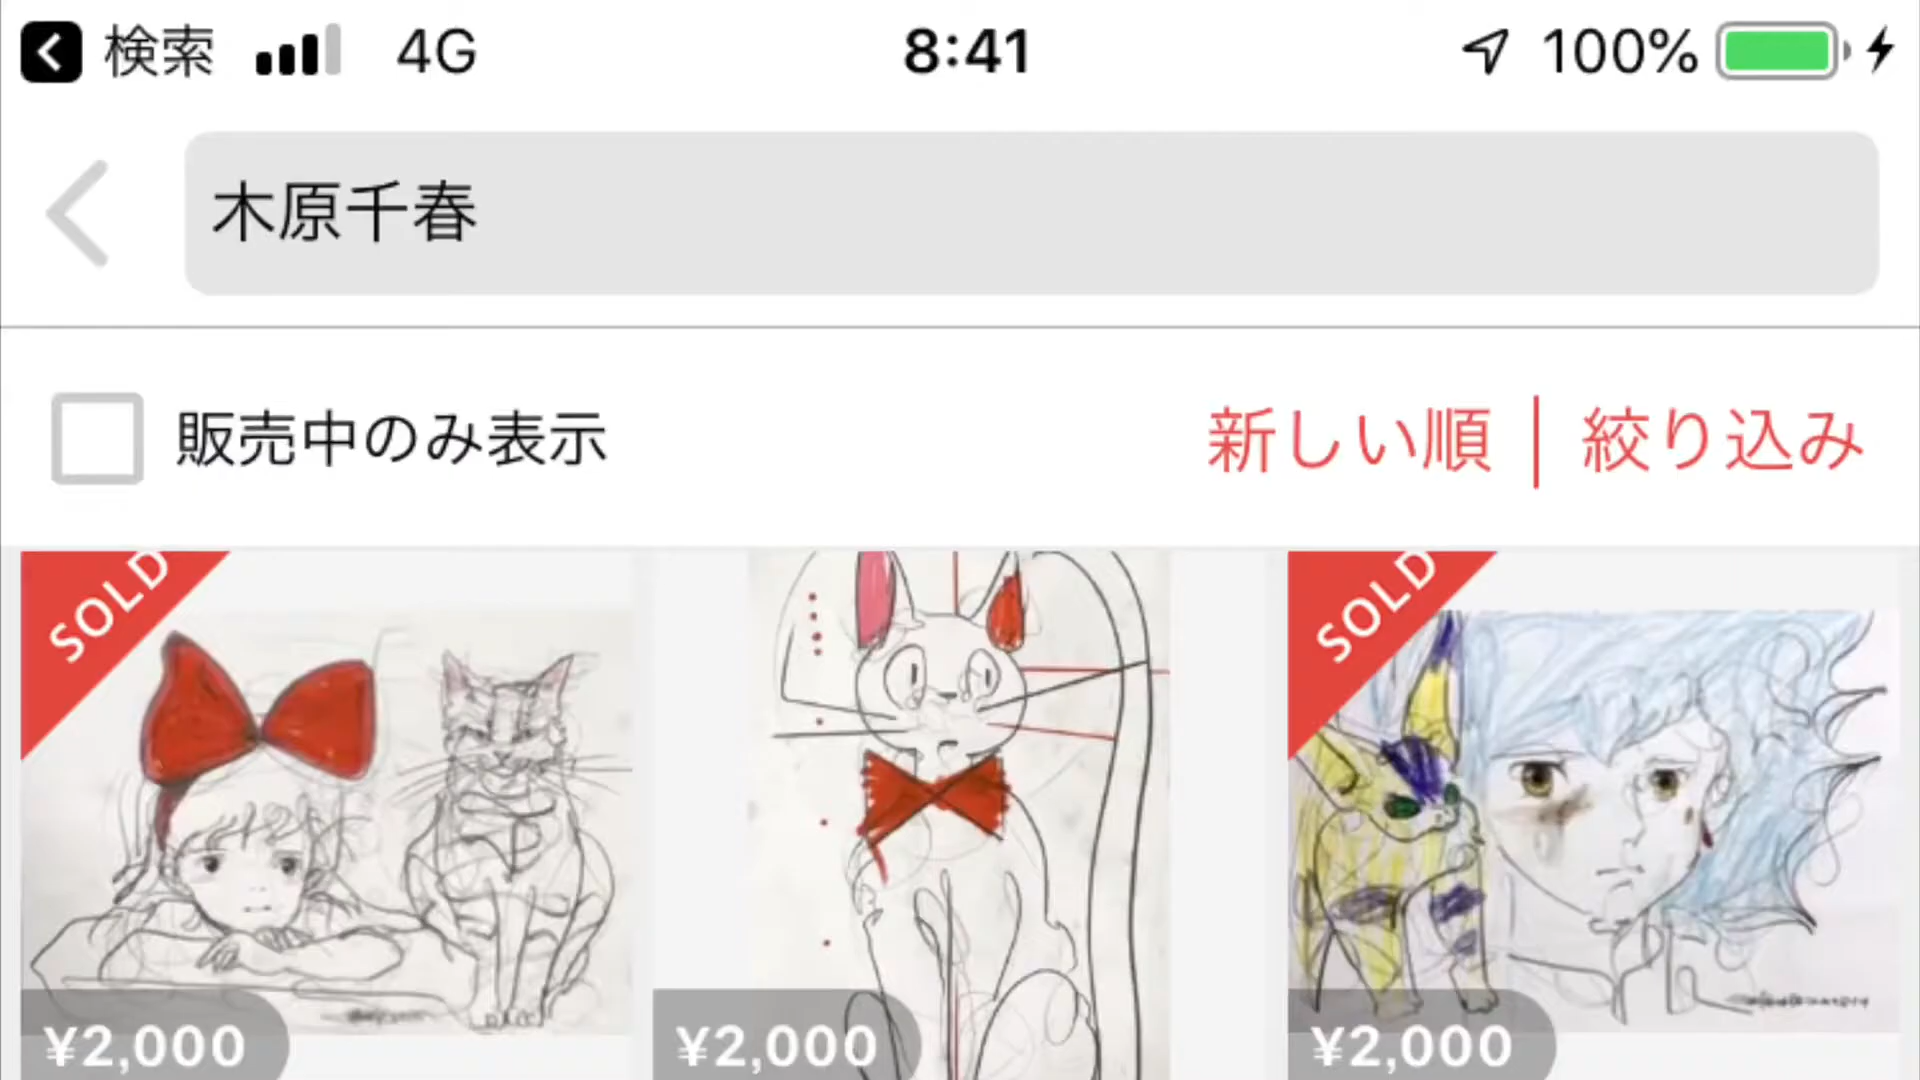 検索 4G 8:41 100%
木原千春
販売中のみ表示 新しい順 | 絞り込み
SOLD SOLD
¥2,000 ¥2,000 ¥2,000